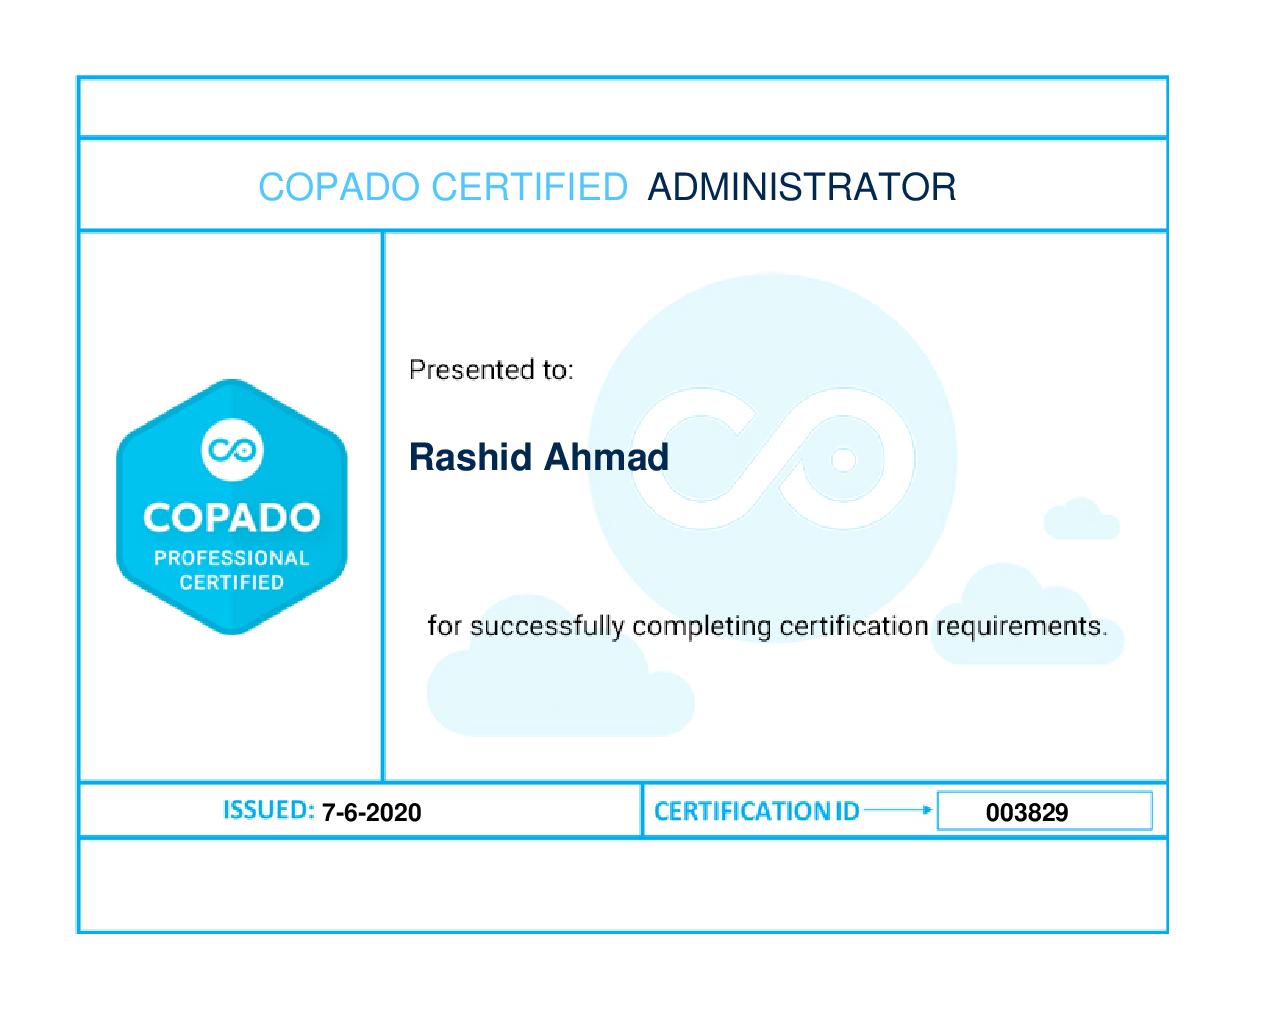 COPADO CERTIFIED ADMINISTRATOR
Presented to:
Rashid Ahmad
COPADO
PROFESSIONAL
CERTIFIED
for successfully completing certification requirements.
ISSUED: 7-6-2020
CERTIFICATION ID 003829